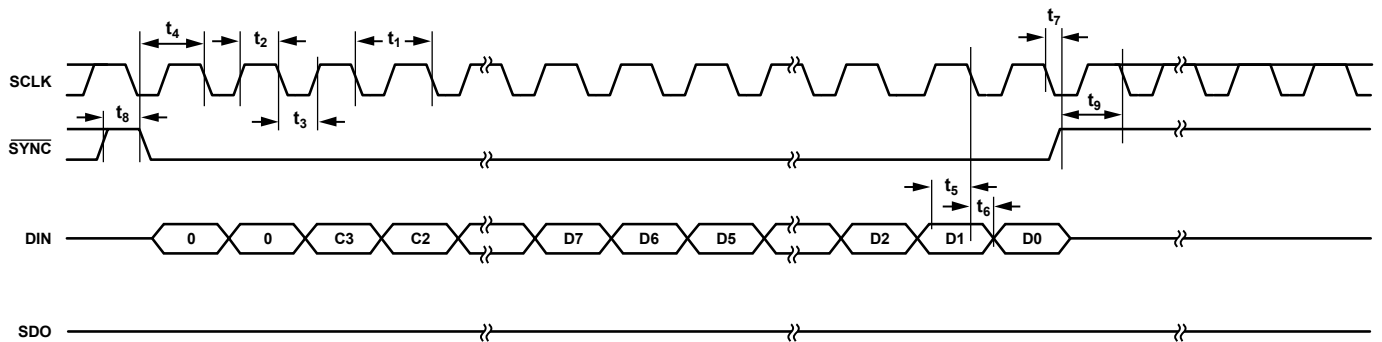 t4
t2
t1
t7
SCLK
t3
t9
t8
SYNC
t5
t6
DIN
0
0
C3
C2
D7
D6
D5
D2
D1
D0
SDO